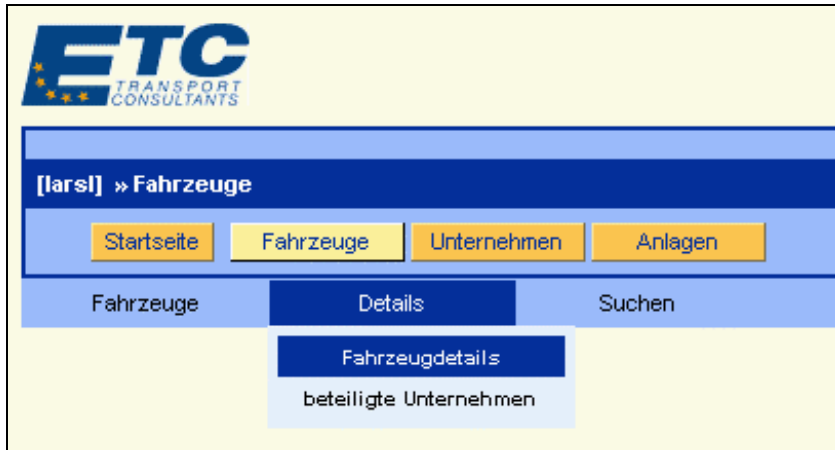 ETC
TRANSPORT
CONSULTANTS
[larsl] » Fahrzeuge
Startseite Fahrzeuge Unternehmen Anlagen
Fahrzeuge Details Suchen
Fahrzeugdetails
beteiligte Unternehmen